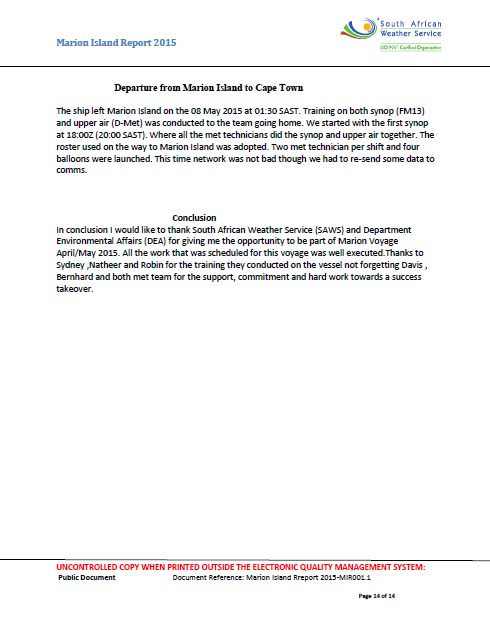 Marion Island Report 2015
South African
Weather Service
ISO 9001 Certified Organisation
Departure from Marion Island to Cape Town
The ship left Marion Island on the 08 May 2015 at 01:30 SAST. Training on both synop (FM13)
and upper air (D-Met) was conducted to the team going home. We started with the first synop
at 18:00Z (20:00 SAST). Where all the met technicians did the synop and upper air together. The
roster used on the way to Marion Island was adopted. Two met technician per shift and four
balloons were launched. This time network was not bad though we had to re-send some data to
comms.
Conclusion
In conclusion I would like to thank South African Weather Service (SAWS) and Department
Environmental Affairs (DEA) for giving me the opportunity to be part of Marion Voyage
April/May 2015. All the work that was scheduled for this voyage was well executed.Thanks to
Sydney ,Natheer and Robin for the training they conducted on the vessel not forgetting Davis ,
Bernhard and both met team for the support, commitment and hard work towards a success
takeover.
UNCONTROLLED COPY WHEN PRINTED OUTSIDE THE ELECTRONIC QUALITY MANAGEMENT SYSTEM:
Public Document Document Reference: Marion Island Rreport 2015-MIR001.1
Page 14 of 14